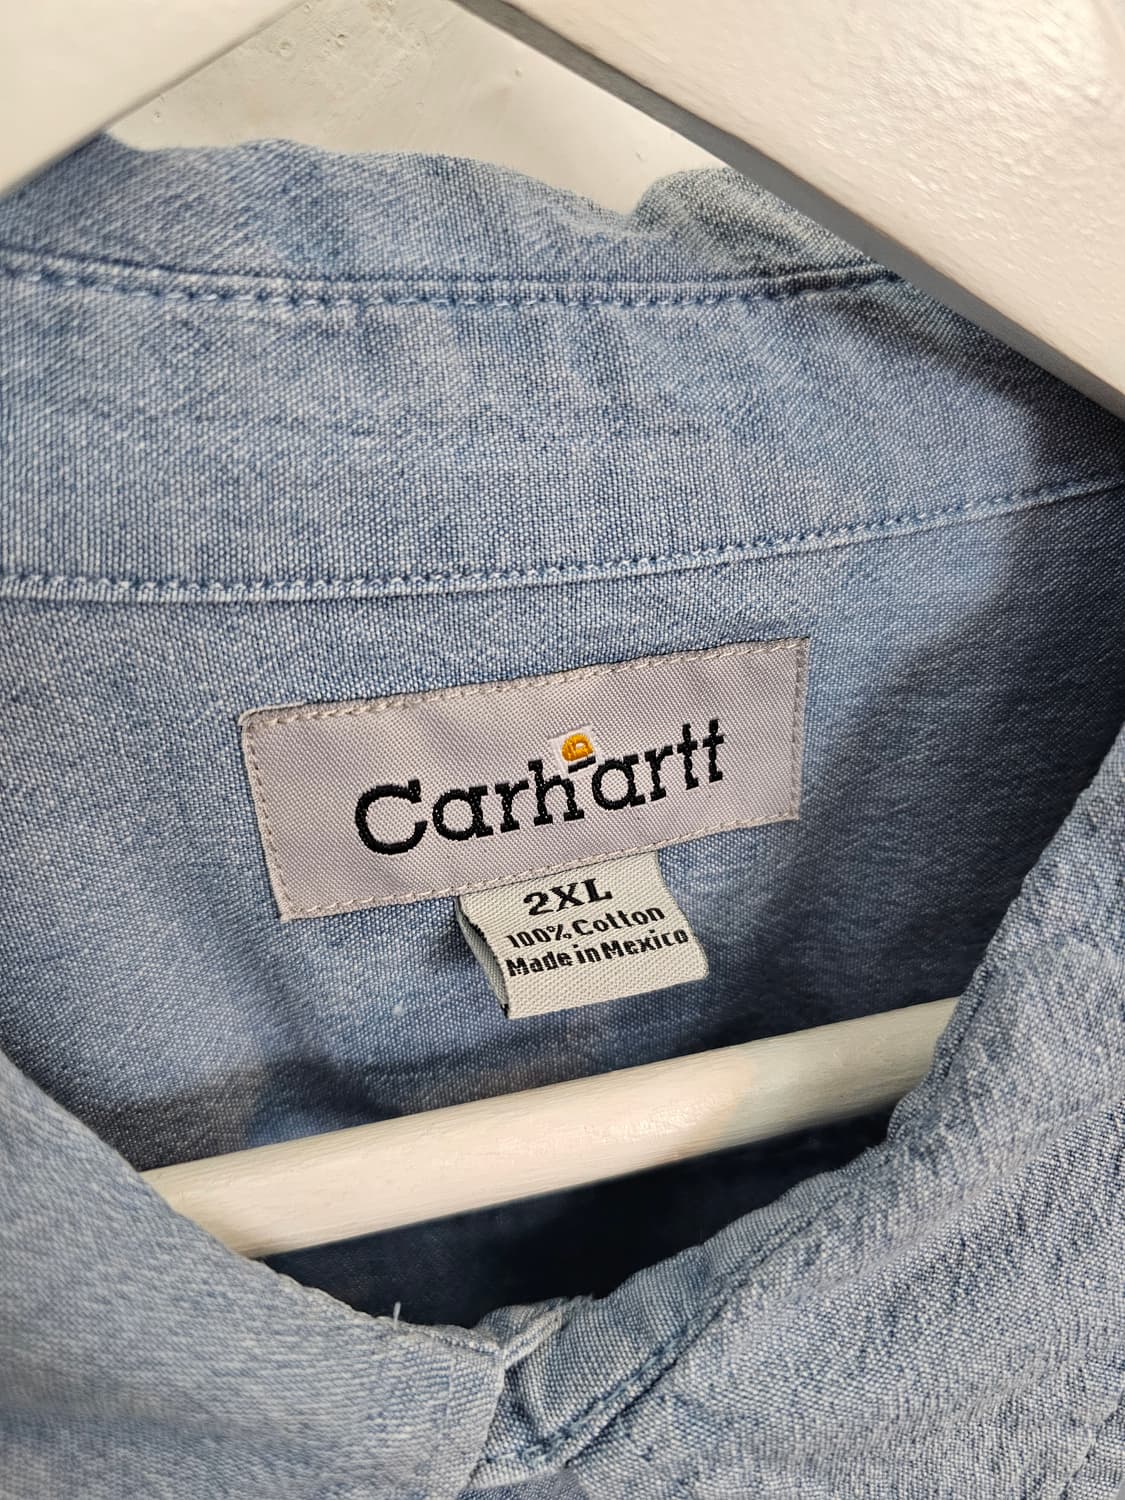 Carhartt
2XL
100% Cotton
Made in Mexico